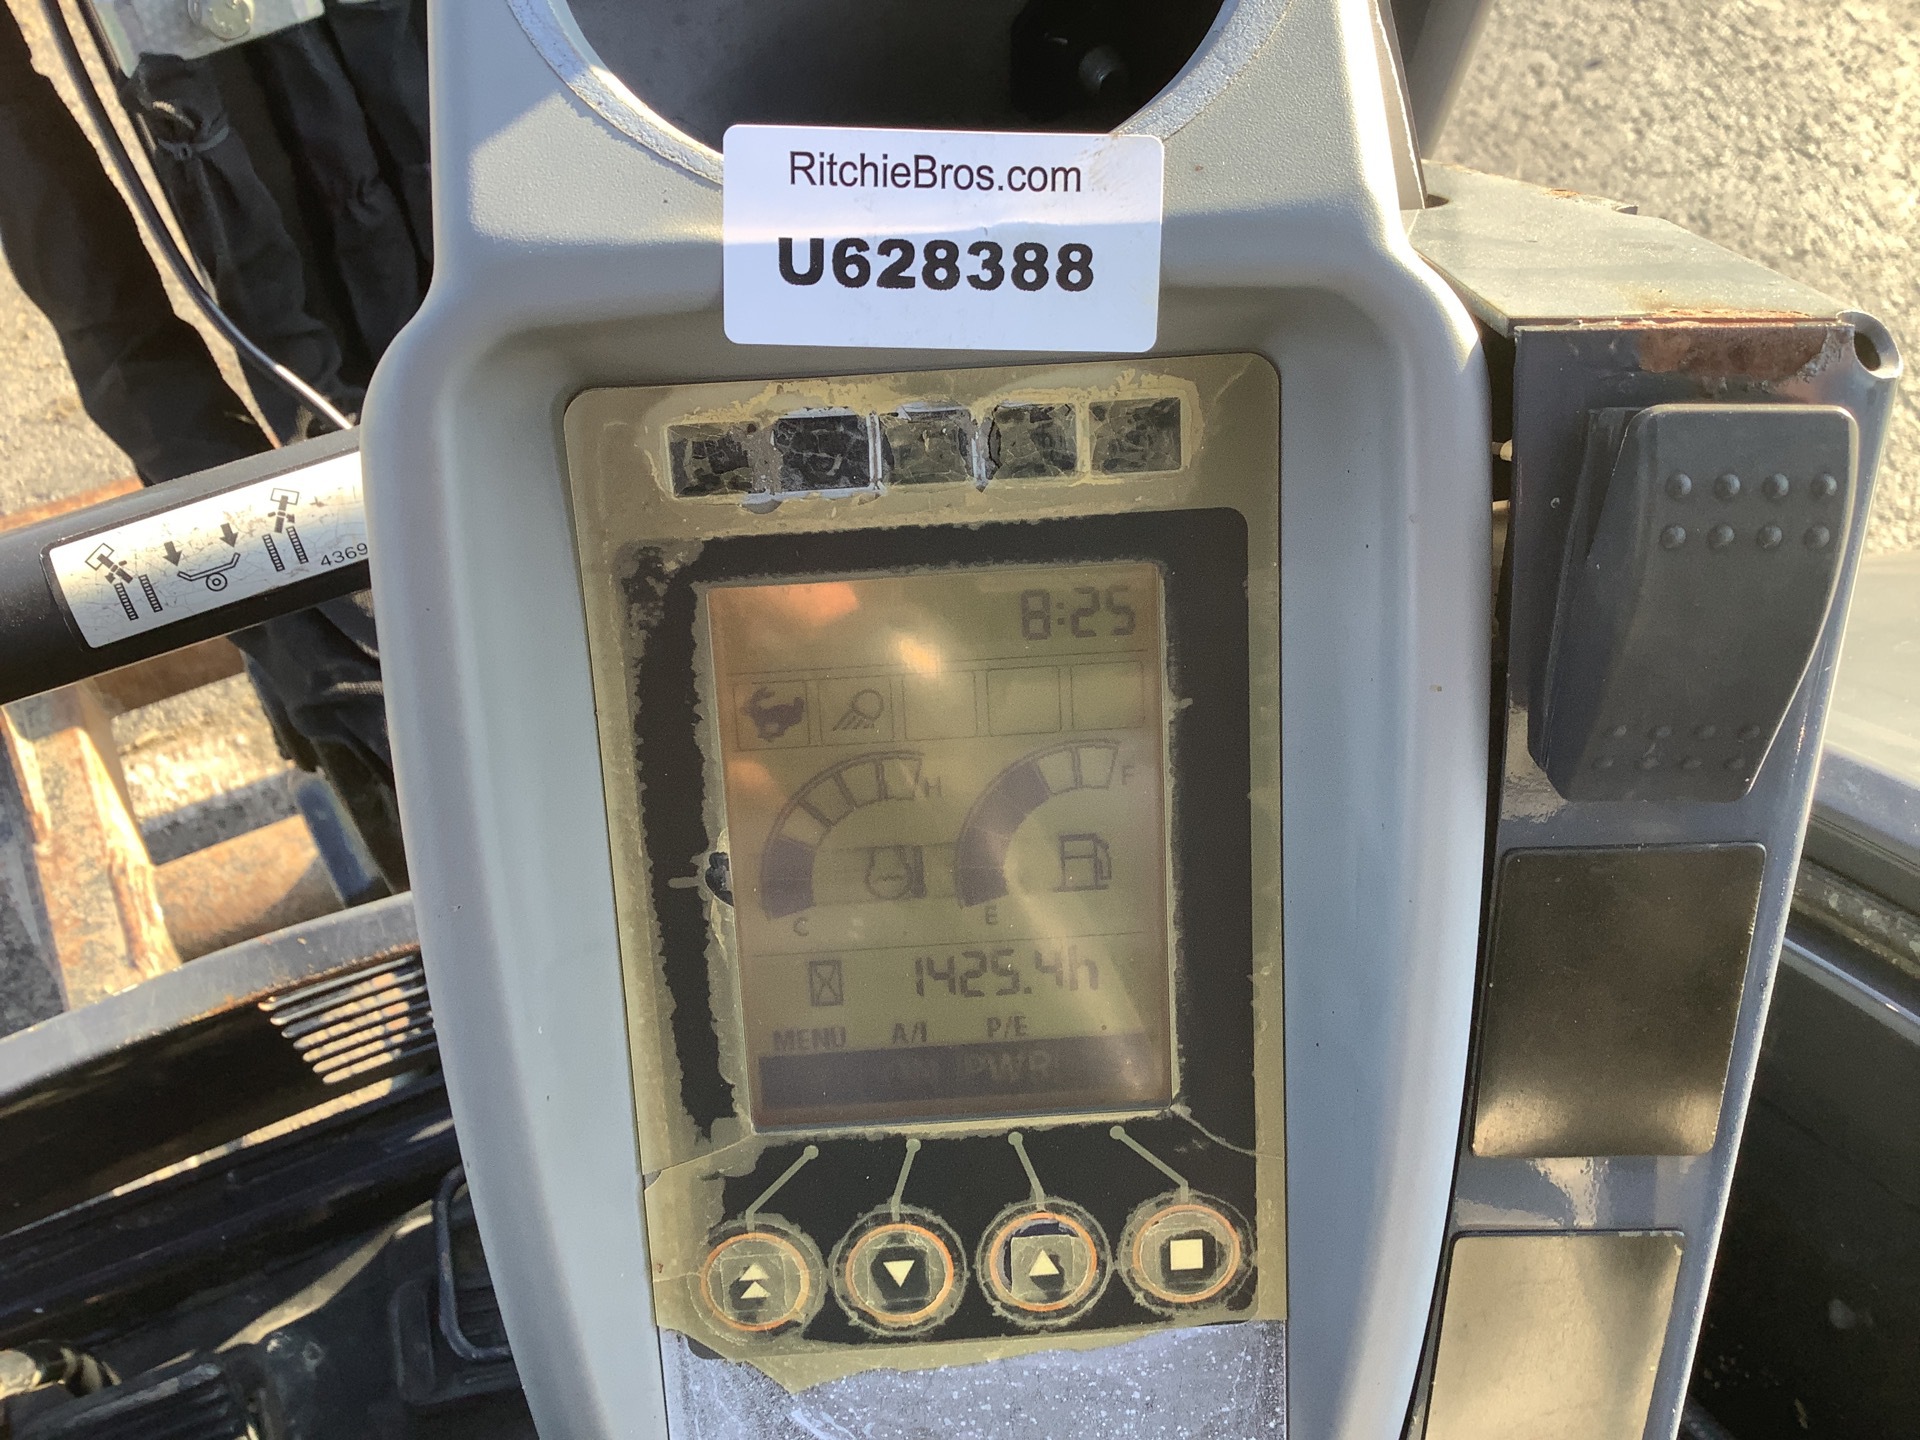 RitchieBros.com
U628388
4369
8:25
H
F
C
E
1425.4h
MENU A/I P/E
PWR